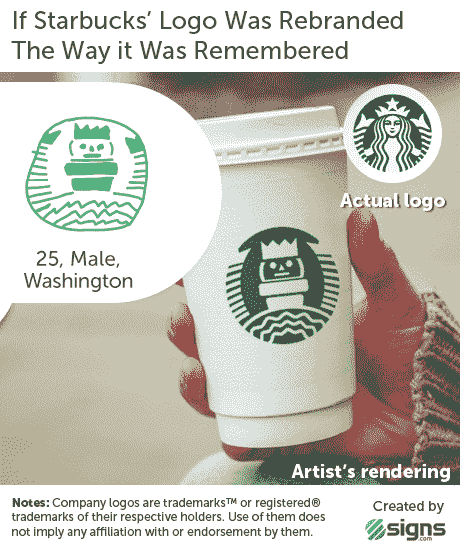 If Starbucks’ Logo Was Rebranded
The Way it Was Remembered
Actual logo
25, Male,
Washington
Artist’s rendering
Notes: Company logos are trademarks™ or registered®
trademarks of their respective holders. Use of them does
not imply any affiliation with or endorsement by them.
Created by
signs
.com